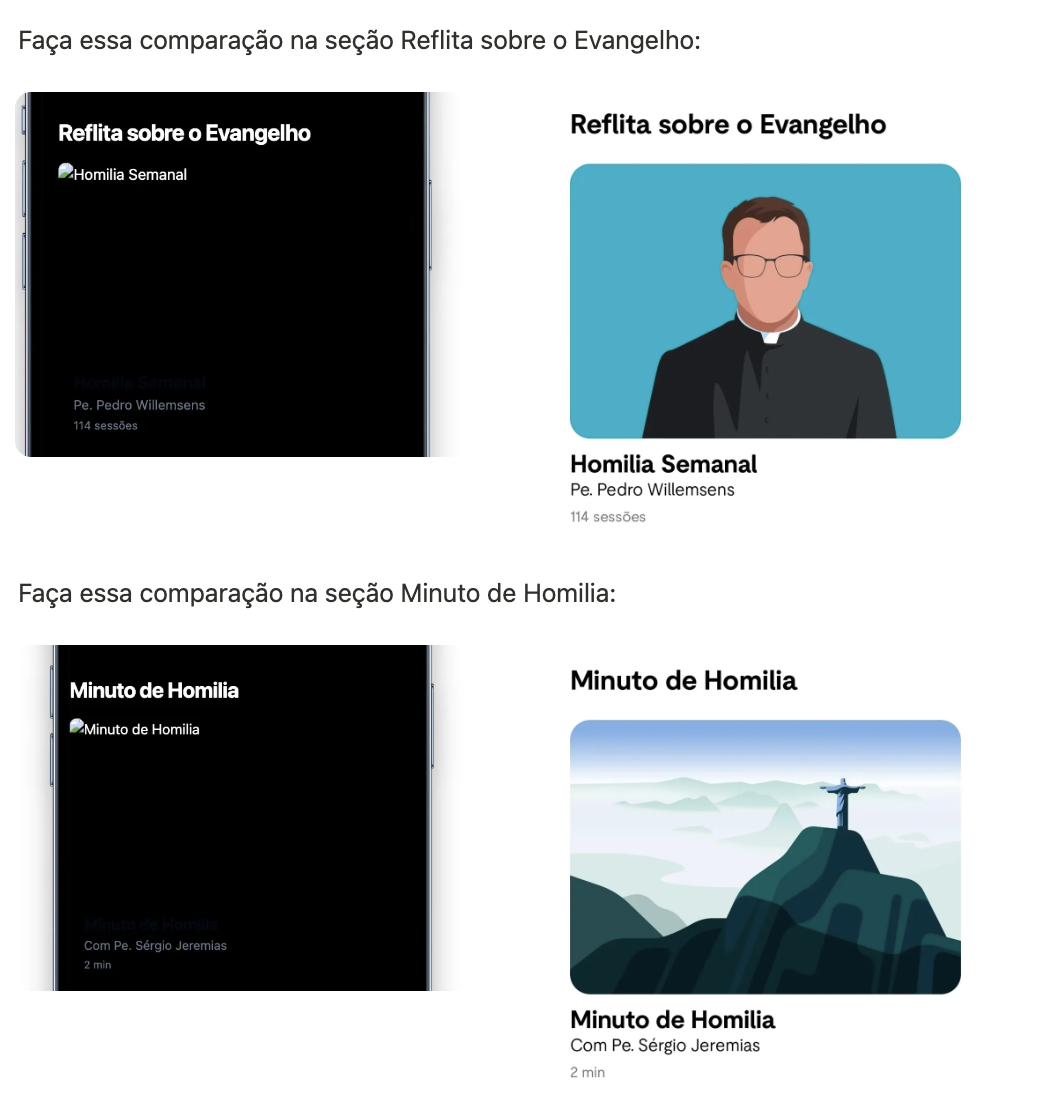 Faça essa comparação na seção Reflita sobre o Evangelho:
Reflita sobre o Evangelho
Homilia Semanal
Homilia Semanal
Pe. Pedro Willemsens
114 sessões
Reflita sobre o Evangelho
Homilia Semanal
Pe. Pedro Willemsens
114 sessões
Faça essa comparação na seção Minuto de Homilia:
Minuto de Homilia
Minuto de Homilia
Minuto de Homilia
Com Pe. Sérgio Jeremias
2 min
Minuto de Homilia
Minuto de Homilia
Com Pe. Sérgio Jeremias
2 min